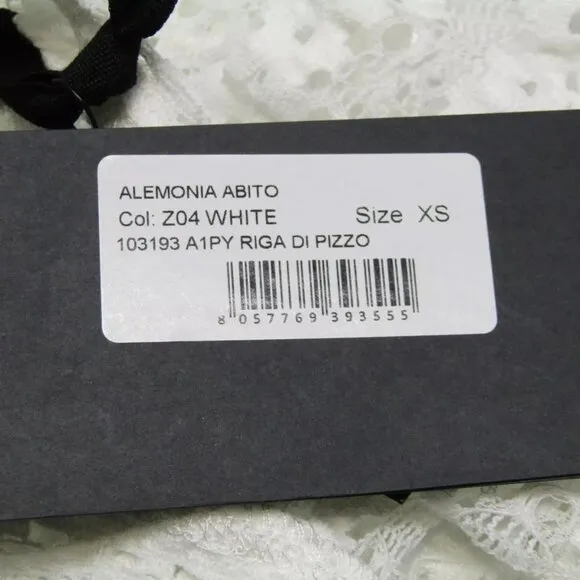 ALEMONIA ABITO
Col: Z04 WHITE Size XS
103193 A1PY RIGA DI PIZZO
8 057769 393555